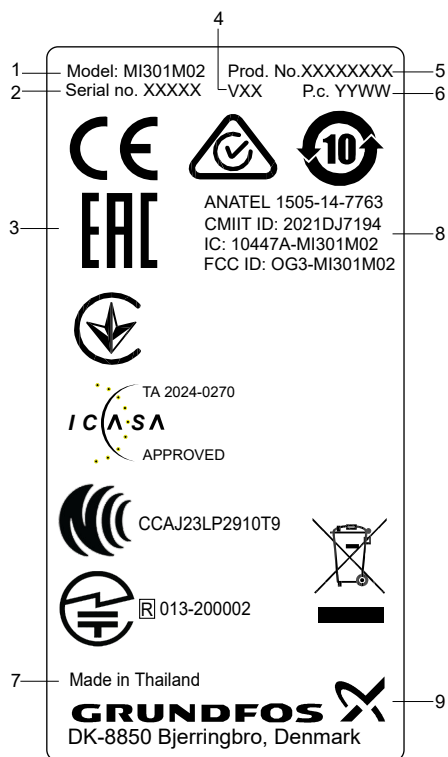 4
1 Model: MI301M02 Prod. No.XXXXXXXX 5
2 Serial no. XXXXX VXX P.c. YYWW 6
CE 10
3 EAC
ANATEL 1505-14-7763
CMIIT ID: 2021DJ7194 8
IC: 10447A-MI301M02
FCC ID: OG3-MI301M02
TA 2024-0270
ICASA
APPROVED
CCAJ23LP2910T9
R 013-200002
7 Made in Thailand
GRUNDFOS 9
DK-8850 Bjerringbro, Denmark